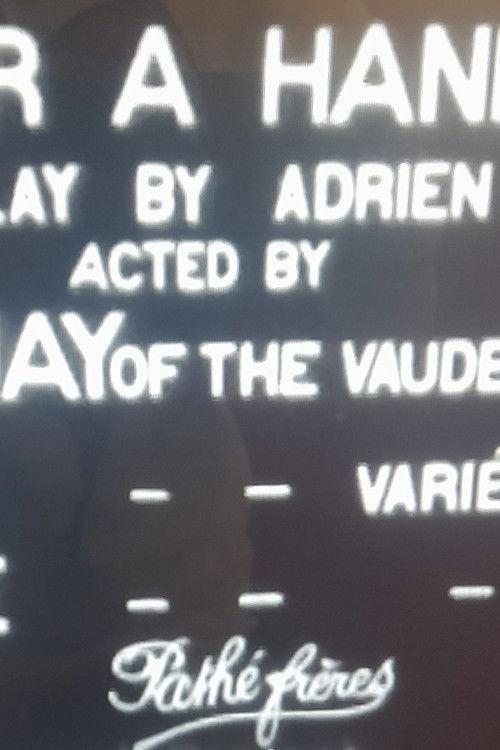 R A HAN
LAY BY ADRIEN
ACTED BY
AY OF THE VAUDE
- - VARIÉ
- - -
Pathé frères